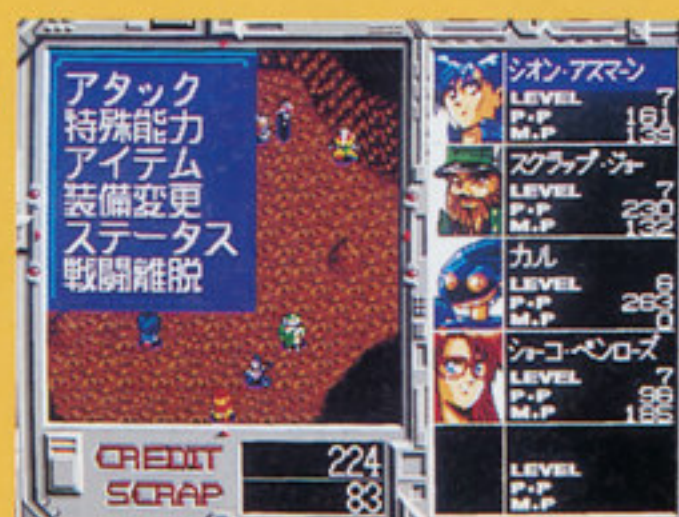 アタック
特殊能力
アイテム
装備変更
ステータス
戦闘離脱
シオン・アスマーン
LEVEL 7
P・P 161
M・P 139
スクラップ・ジョー
LEVEL 7
P・P 230
M・P 132
カル
LEVEL 6
P・P 263
M・P 0
ショーコ・ペンローズ
LEVEL 7
P・P 98
M・P 185
LEVEL
P・P
M・P
CREDIT 224
SCRAP 83